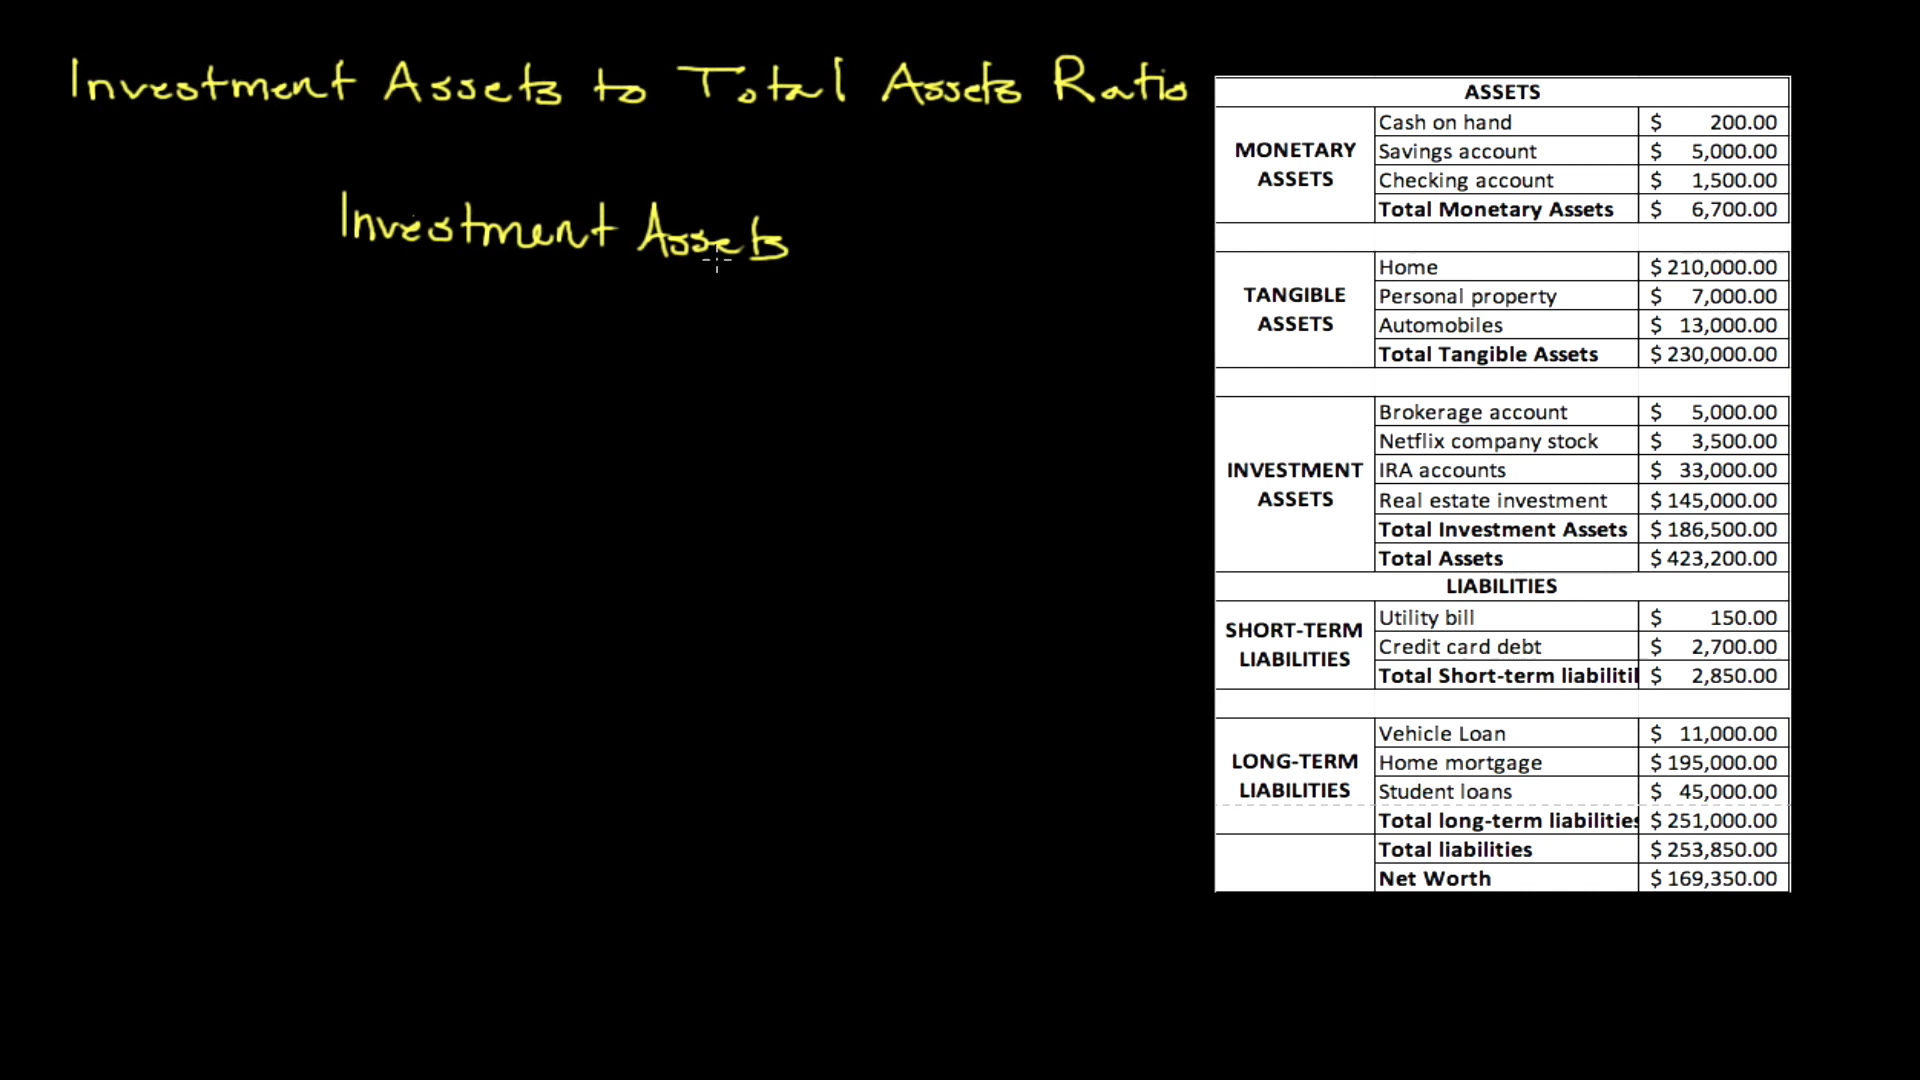 Investment Assets to Total Assets Ratio
Investment Assets
ASSETS
MONETARY ASSETS
Cash on hand $ 200.00
Savings account $ 5,000.00
Checking account $ 1,500.00
Total Monetary Assets $ 6,700.00
TANGIBLE ASSETS
Home $ 210,000.00
Personal property $ 7,000.00
Automobiles $ 13,000.00
Total Tangible Assets $ 230,000.00
INVESTMENT ASSETS
Brokerage account $ 5,000.00
Netflix company stock $ 3,500.00
IRA accounts $ 33,000.00
Real estate investment $ 145,000.00
Total Investment Assets $ 186,500.00
Total Assets $ 423,200.00
LIABILITIES
SHORT-TERM LIABILITIES
Utility bill $ 150.00
Credit card debt $ 2,700.00
Total Short-term liabilitil $ 2,850.00
LONG-TERM LIABILITIES
Vehicle Loan $ 11,000.00
Home mortgage $ 195,000.00
Student loans $ 45,000.00
Total long-term liabilities $ 251,000.00
Total liabilities $ 253,850.00
Net Worth $ 169,350.00